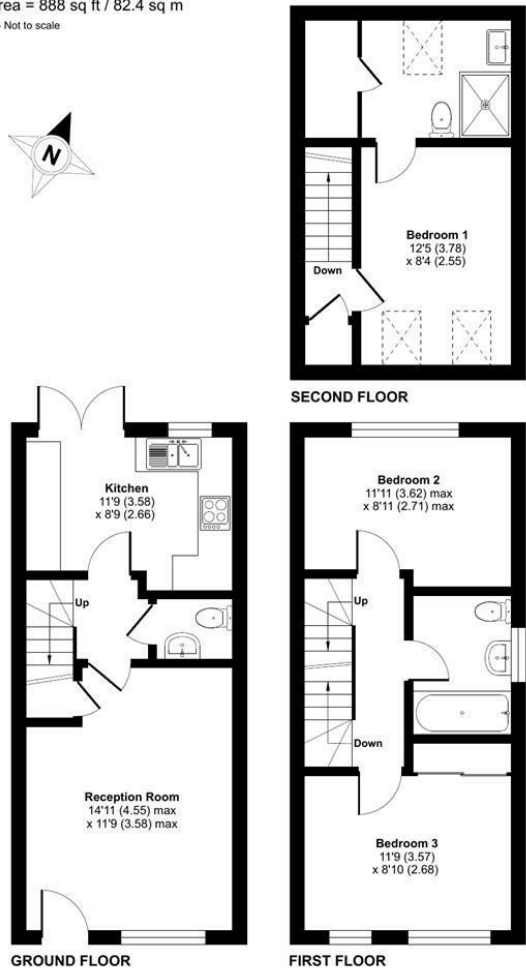 rea = 888 sq ft / 82.4 sq m
Not to scale
N
Bedroom 1
12'5 (3.78)
x 8'4 (2.55)
Down
SECOND FLOOR
Kitchen
11'9 (3.58)
x 8'9 (2.66)
Up
Reception Room
14'11 (4.55) max
x 11'9 (3.58) max
GROUND FLOOR
Bedroom 2
11'11 (3.62) max
x 8'11 (2.71) max
Up
Down
Bedroom 3
11'9 (3.57)
x 8'10 (2.68)
FIRST FLOOR